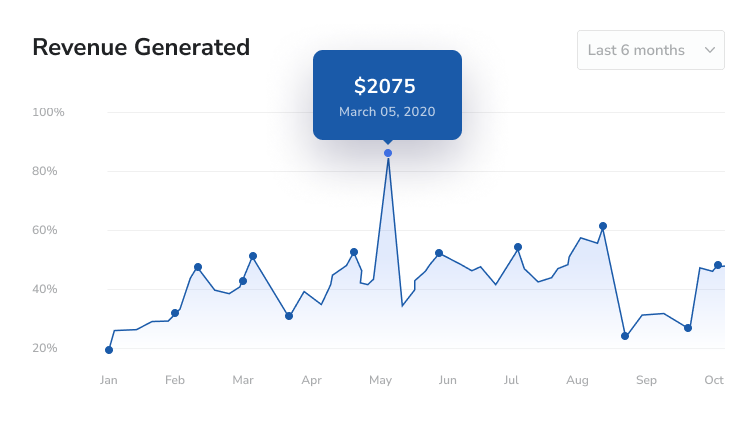 Revenue Generated
Last 6 months
$2075
March 05, 2020
100%
80%
60%
40%
20%
Jan Feb Mar Apr May Jun Jul Aug Sep Oct